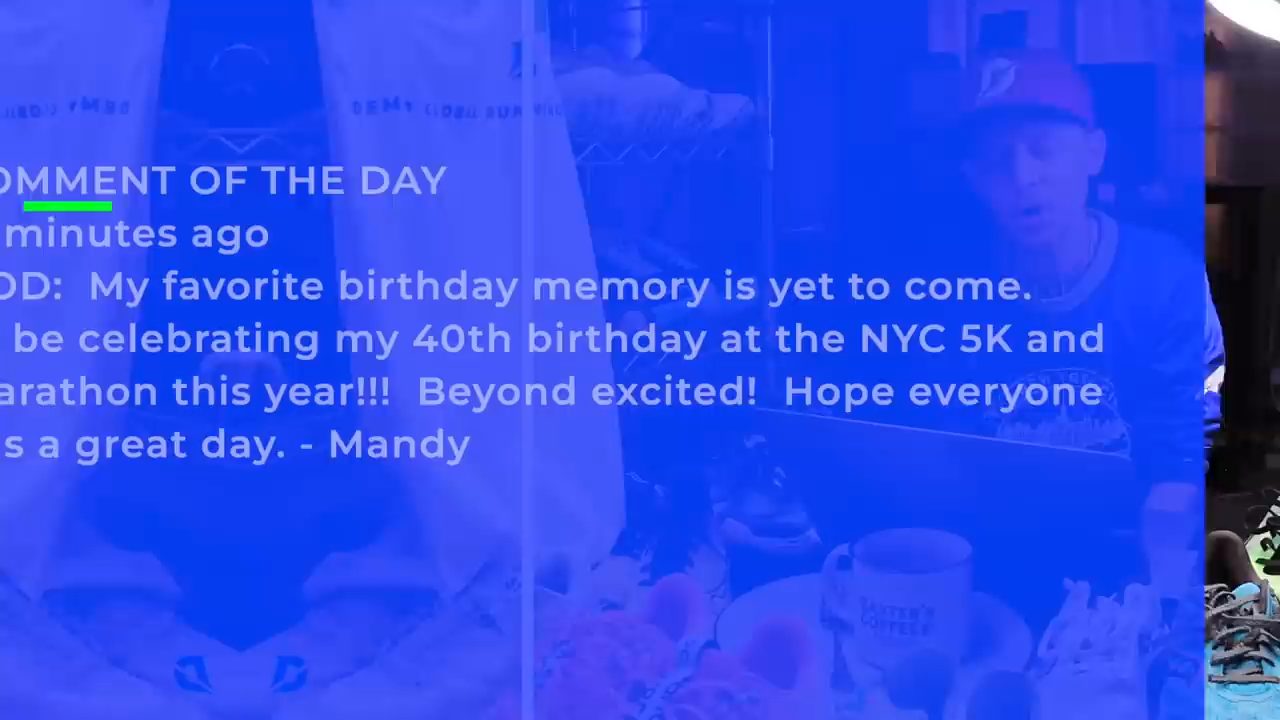 OMMENT OF THE DAY
minutes ago
OD: My favorite birthday memory is yet to come.
be celebrating my 40th birthday at the NYC 5K and
arathon this year!!! Beyond excited! Hope everyone
s a great day. - Mandy
COFFEE